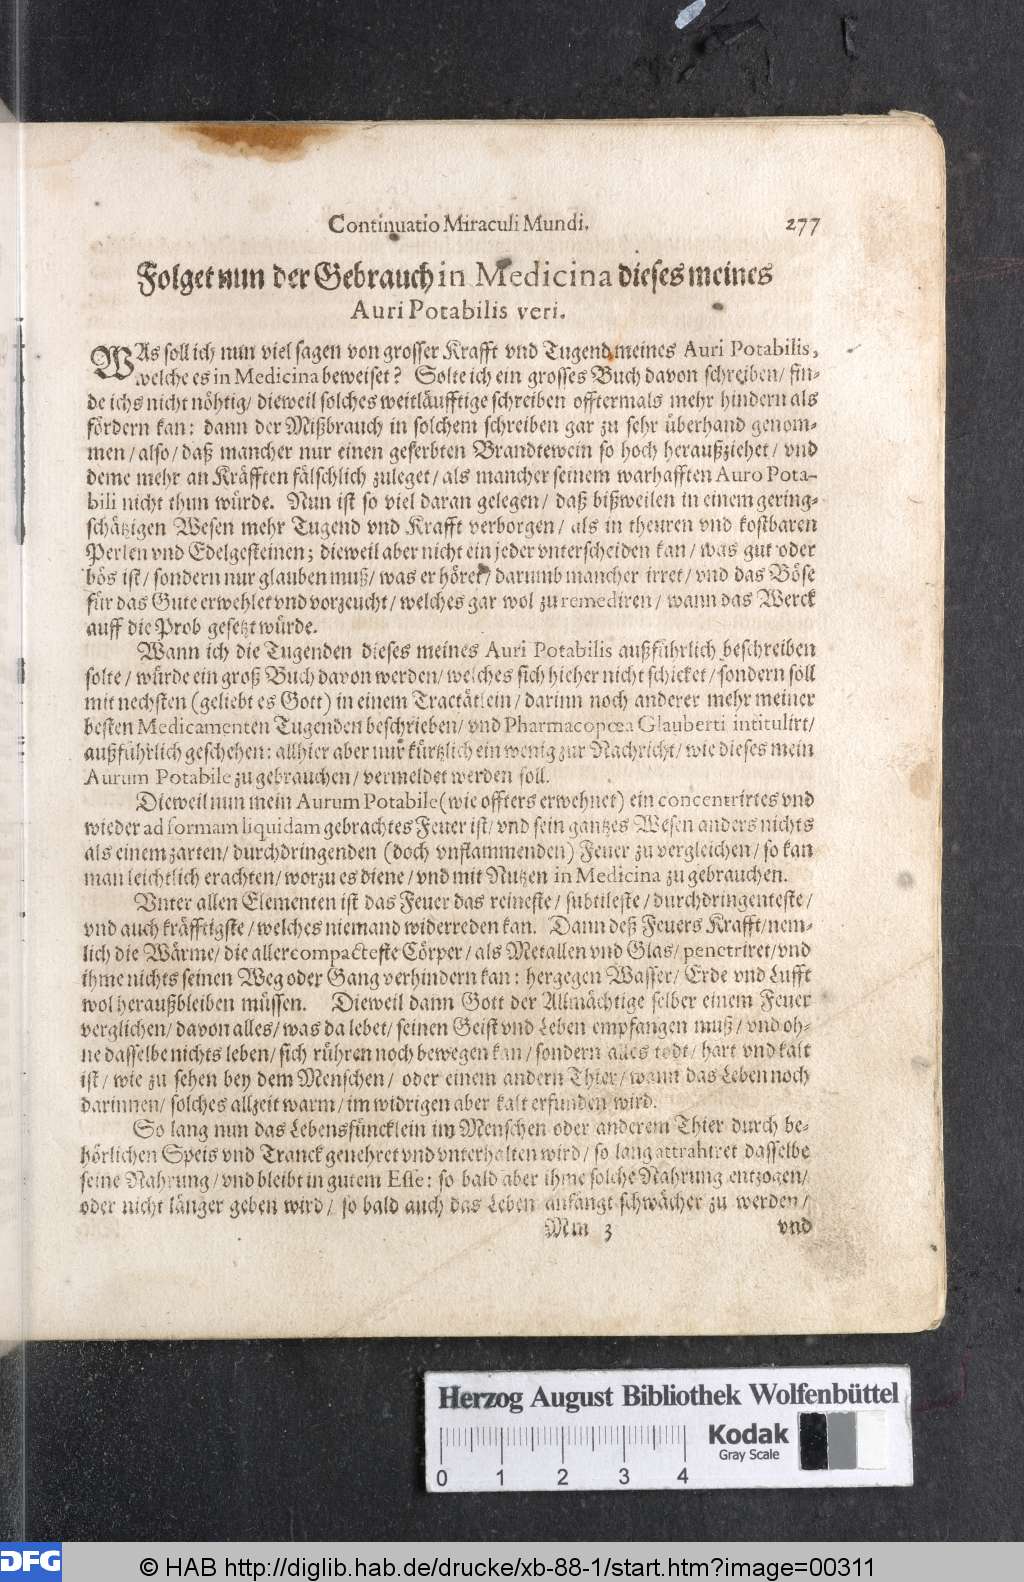 Continuatio Miraculi Mundi. 277
Folget nun der Gebrauch in Medicina dieses meines
Auri Potabilis veri.
WAs soll ich nun viel sagen von grosser Krafft vnd Tugend meines Auri Potabilis,
welche es in Medicina beweiset? Solte ich ein grosses Buch davon schreiben/ fin-
de ichs nicht nöhtig/ dieweil solches weitläufftige schreiben offtermals mehr hindern als
fördern kan: dann der Mißbrauch in solchem schreiben gar zu sehr überhand genom-
men/ also/ daß mancher nur einen geferbten Brandtewein so hoch heraußziehet/ vnd
deme mehr an Kräfften fälschlich zuleget/ als mancher seinem warhafften Auro Pota-
bili nicht thun würde. Nun ist so viel daran gelegen/ daß bißweilen in einem gering-
schätzigen Wesen mehr Tugend vnd Krafft verborgen/ als in theuren vnd kostbaren
Perlen vnd Edelgesteinen; dieweil aber nicht ein jeder vnterscheiden kan/ was gut oder
bös ist/ sondern nur glauben muß/ was er höret/ darumb mancher irret/ vnd das Böse
für das Gute erwehlet vnd vorzeucht/ welches gar wol zu remediren/ wann das Werck
auff die Prob gesetzt würde.
Wann ich die Tugenden dieses meines Auri Potabilis außführlich beschreiben
solte/ würde ein groß Buch davon werden/ welches sich hieher nicht schicket/ sondern soll
mit nechsten (geliebt es Gott) in einem Tractätlein/ darinn noch anderer mehr meiner
besten Medicamenten Tugenden beschrieben/ vnd Pharmacopœa Glauberi intitulirt/
außführlich geschehen: allhier aber nur kürtzlich ein wenig zur Nachricht/ wie dieses mein
Aurum Potabile zu gebrauchen/ vermeldet werden soll.
Dieweil nun mein Aurum Potabile (wie offters erwehnet) ein concentrirtes vnd
wieder ad formam liquidam gebrachtes Feuer ist/ vnd sein gantzes Wesen anders nichts
als einem zarten/ durchdringenden (doch vnflammenden) Feuer zu vergleichen/ so kan
man leichtlich erachten/ worzu es diene/ vnd mit Nutzen in Medicina zu gebrauchen.
Vnter allen Elementen ist das Feuer das reineste/ subtileste/ durchdringenteste/
vnd auch kräfftigste/ welches niemand widerreden kan. Dann deß Feuers Krafft/ nem-
lich die Wärme/ die aller compacteste Cörper/ als Metallen vnd Glas/ penetriret/ vnd
ihme nichts seinen Weg oder Gang verhindern kan: hergegen Wasser/ Erde vnd Lufft
wol heraußbleiben müssen. Dieweil dann Gott der Allmächtige selber einem Feuer
verglichen/ davon alles/ was da lebet/ seinen Geist vnd Leben empfangen muß/ vnd oh-
ne dasselbe nichts leben/ sich rühren noch bewegen kan/ sondern alles todt/ hart vnd kalt
ist/ wie zu sehen bey dem Menschen/ oder einem andern Thier/ wann das Leben noch
darinnen/ solches allzeit warm/ im widrigen aber kalt erfunden wird.
So lang nun das Lebensfüncklein im Menschen oder anderem Thier durch be-
hörlichen Speis vnd Tranck genehret vnd vnterhalten wird/ so lang attrahiret dasselbe
seine Nahrung/ vnd bleibt in gutem Esse: so bald aber ihme solche Nahrung entzogen/
oder nicht länger geben wird/ so bald auch das Leben anfangt schwächer zu werden/
Mm 3 vnd
Herzog August Bibliothek Wolfenbüttel
Kodak
Gray Scale
0 1 2 3 4
DFG © HAB http://diglib.hab.de/drucke/xb-88-1/start.htm?image=00311